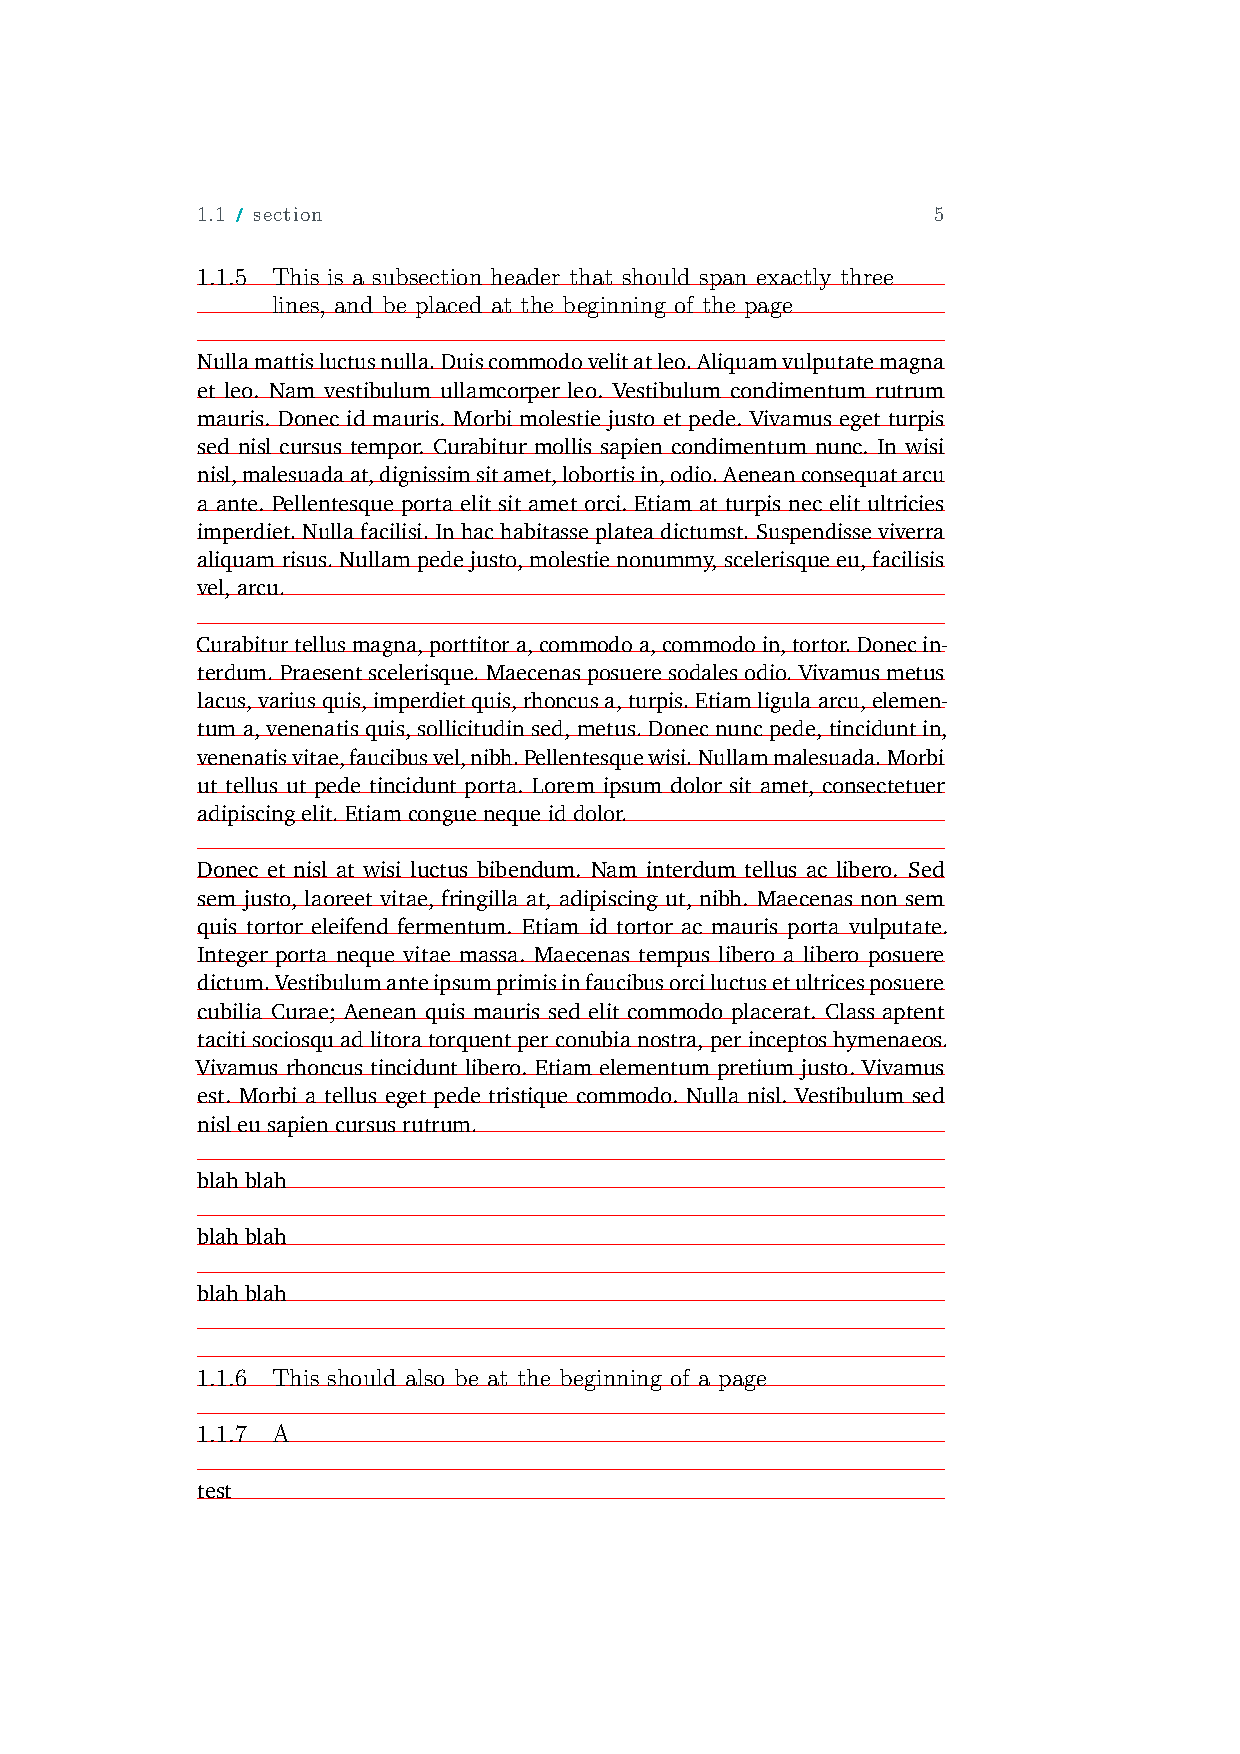 1.1 / section 5
1.1.5 This is a subsection header that should span exactly three
lines, and be placed at the beginning of the page
Nulla mattis luctus nulla. Duis commodo velit at leo. Aliquam vulputate magna
et leo. Nam vestibulum ullamcorper leo. Vestibulum condimentum rutrum
mauris. Donec id mauris. Morbi molestie justo et pede. Vivamus eget turpis
sed nisl cursus tempor. Curabitur mollis sapien condimentum nunc. In wisi
nisl, malesuada at, dignissim sit amet, lobortis in, odio. Aenean consequat arcu
a ante. Pellentesque porta elit sit amet orci. Etiam at turpis nec elit ultricies
imperdiet. Nulla facilisi. In hac habitasse platea dictumst. Suspendisse viverra
aliquam risus. Nullam pede justo, molestie nonummy, scelerisque eu, facilisis
vel, arcu.
Curabitur tellus magna, porttitor a, commodo a, commodo in, tortor. Donec in-
terdum. Praesent scelerisque. Maecenas posuere sodales odio. Vivamus metus
lacus, varius quis, imperdiet quis, rhoncus a, turpis. Etiam ligula arcu, elemen-
tum a, venenatis quis, sollicitudin sed, metus. Donec nunc pede, tincidunt in,
venenatis vitae, faucibus vel, nibh. Pellentesque wisi. Nullam malesuada. Morbi
ut tellus ut pede tincidunt porta. Lorem ipsum dolor sit amet, consectetuer
adipiscing elit. Etiam congue neque id dolor.
Donec et nisl at wisi luctus bibendum. Nam interdum tellus ac libero. Sed
sem justo, laoreet vitae, fringilla at, adipiscing ut, nibh. Maecenas non sem
quis tortor eleifend fermentum. Etiam id tortor ac mauris porta vulputate.
Integer porta neque vitae massa. Maecenas tempus libero a libero posuere
dictum. Vestibulum ante ipsum primis in faucibus orci luctus et ultrices posuere
cubilia Curae; Aenean quis mauris sed elit commodo placerat. Class aptent
taciti sociosqu ad litora torquent per conubia nostra, per inceptos hymenaeos.
Vivamus rhoncus tincidunt libero. Etiam elementum pretium justo. Vivamus
est. Morbi a tellus eget pede tristique commodo. Nulla nisl. Vestibulum sed
nisl eu sapien cursus rutrum.
blah blah
blah blah
blah blah
1.1.6 This should also be at the beginning of a page
1.1.7 A
test